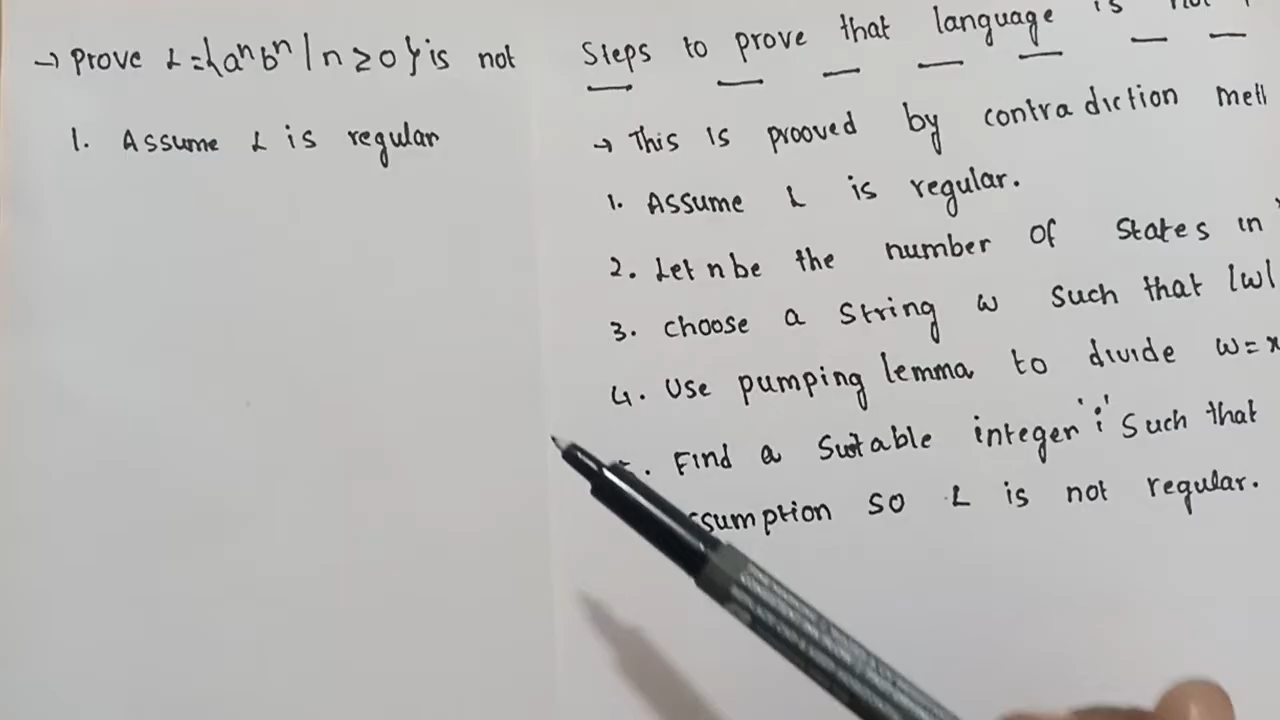 → Prove L={aⁿbⁿ | n ≥ 0} is not
1. Assume L is regular
Steps to prove that language is not
→ This is prooved by contradiction
1. Assume L is regular.
2. Let n be the number of states in
3. choose a string w such that |w|
4. Use pumping lemma to divide w=x
. Find a suitable integer 'i' such that
ssumption so L is not regular.